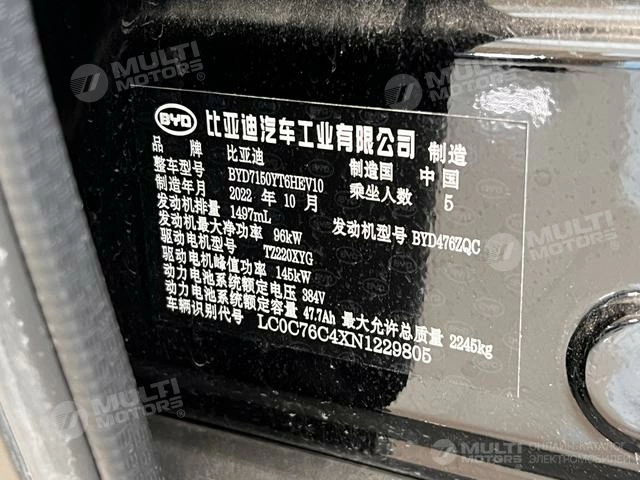 BYD 比亚迪汽车工业有限公司 制造
品牌 比亚迪 制造国 中国
整车型号 BYD7150YT6HEV10 乘坐人数 5
制造年月 2022 年 10 月
发动机排量 1497mL
发动机最大净功率 96kW 发动机型号 BYD476ZQC
驱动电机型号 TZ220XYG
驱动电机峰值功率 145kW
动力电池系统额定电压 384V
动力电池系统额定容量 47.7Ah 最大允许总质量 2245kg
车辆识别代号 LC0C76C4XN1229805
MULTI MOTORS
MULTI MOTORS
MULTI MOTORS
MULTI MOTORS
MULTI MOTORS
ОНЛАЙН-КАТАЛОГ ЭЛЕКТРОМОБИЛЕЙ